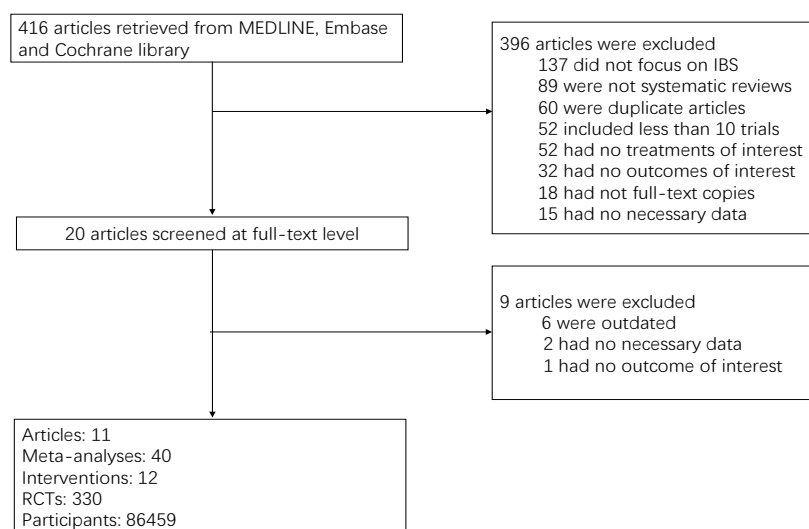 416 articles retrieved from MEDLINE, Embase
and Cochrane library
396 articles were excluded
137 did not focus on IBS
89 were not systematic reviews
60 were duplicate articles
52 included less than 10 trials
52 had no treatments of interest
32 had no outcomes of interest
18 had not full-text copies
15 had no necessary data
20 articles screened at full-text level
9 articles were excluded
6 were outdated
2 had no necessary data
1 had no outcome of interest
Articles: 11
Meta-analyses: 40
Interventions: 12
RCTs: 330
Participants: 86459